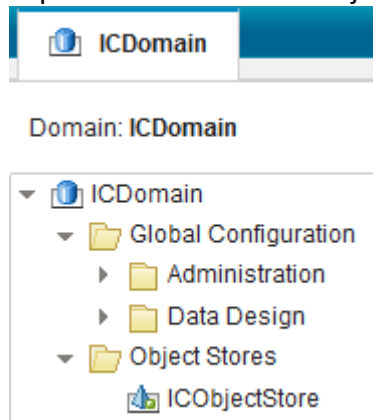 ICDomain
Domain: ICDomain
ICDomain
Global Configuration
Administration
Data Design
Object Stores
ICObjectStore